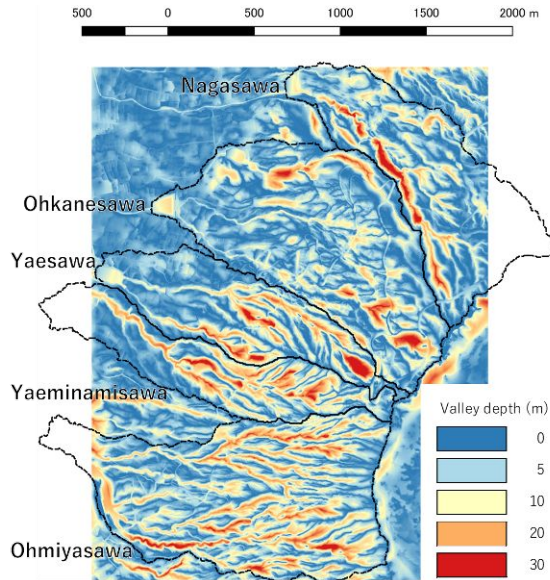 500 0 500 1000 1500 2000 m
Nagasawa
Ohkanesawa
Yaesawa
Yaeminamisawa
Ohmiyasawa
Valley depth (m)
0
5
10
20
30